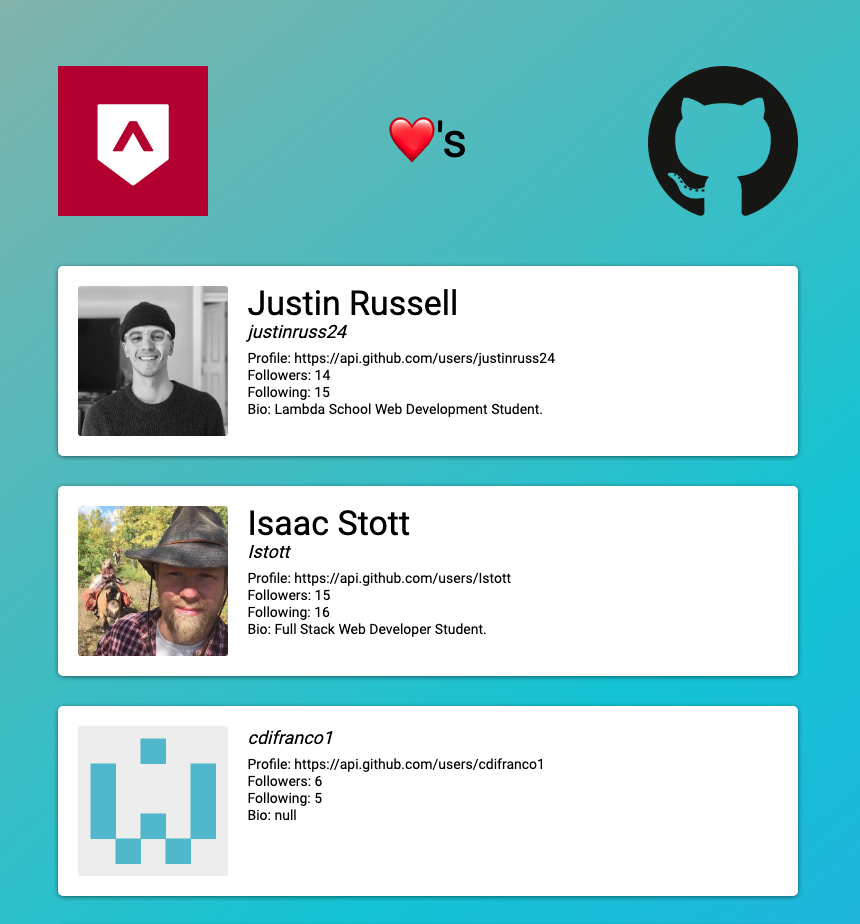 ❤️'s
Justin Russell
justinruss24
Profile: https://api.github.com/users/justinruss24
Followers: 14
Following: 15
Bio: Lambda School Web Development Student.
Isaac Stott
Istott
Profile: https://api.github.com/users/Istott
Followers: 15
Following: 16
Bio: Full Stack Web Developer Student.
cdifranco1
Profile: https://api.github.com/users/cdifranco1
Followers: 6
Following: 5
Bio: null